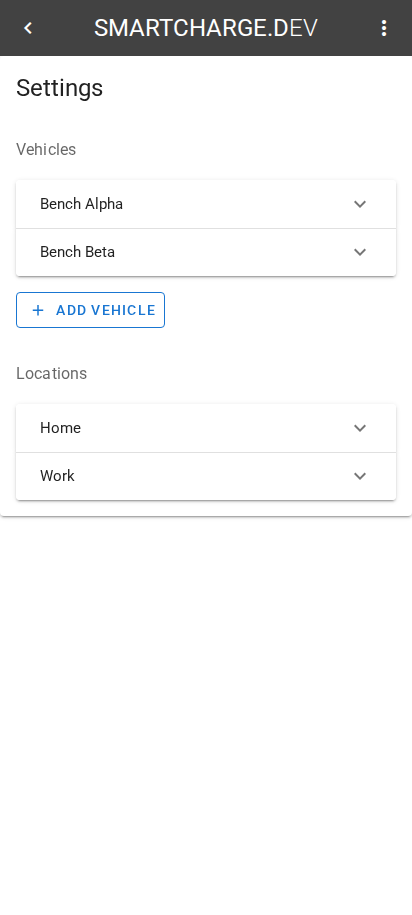 SMARTCHARGE.DEV
Settings
Vehicles
Bench Alpha
Bench Beta
ADD VEHICLE
Locations
Home
Work